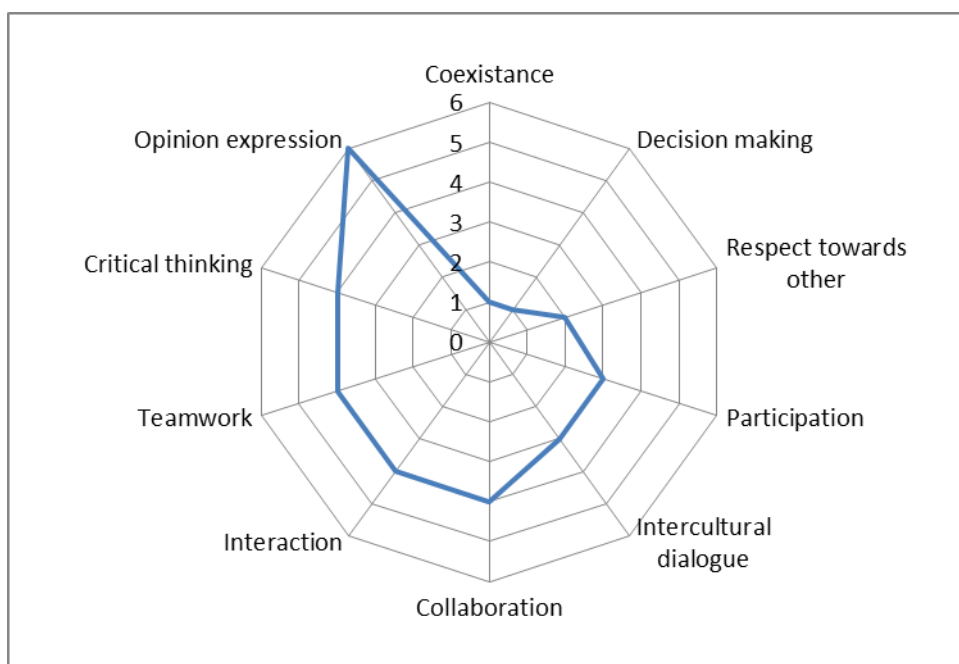 Coexistance
6
Opinion expression
Decision making
5
4
3
Critical thinking
Respect towards
other
2
1
0
Teamwork
Participation
Interaction
Intercultural
dialogue
Collaboration